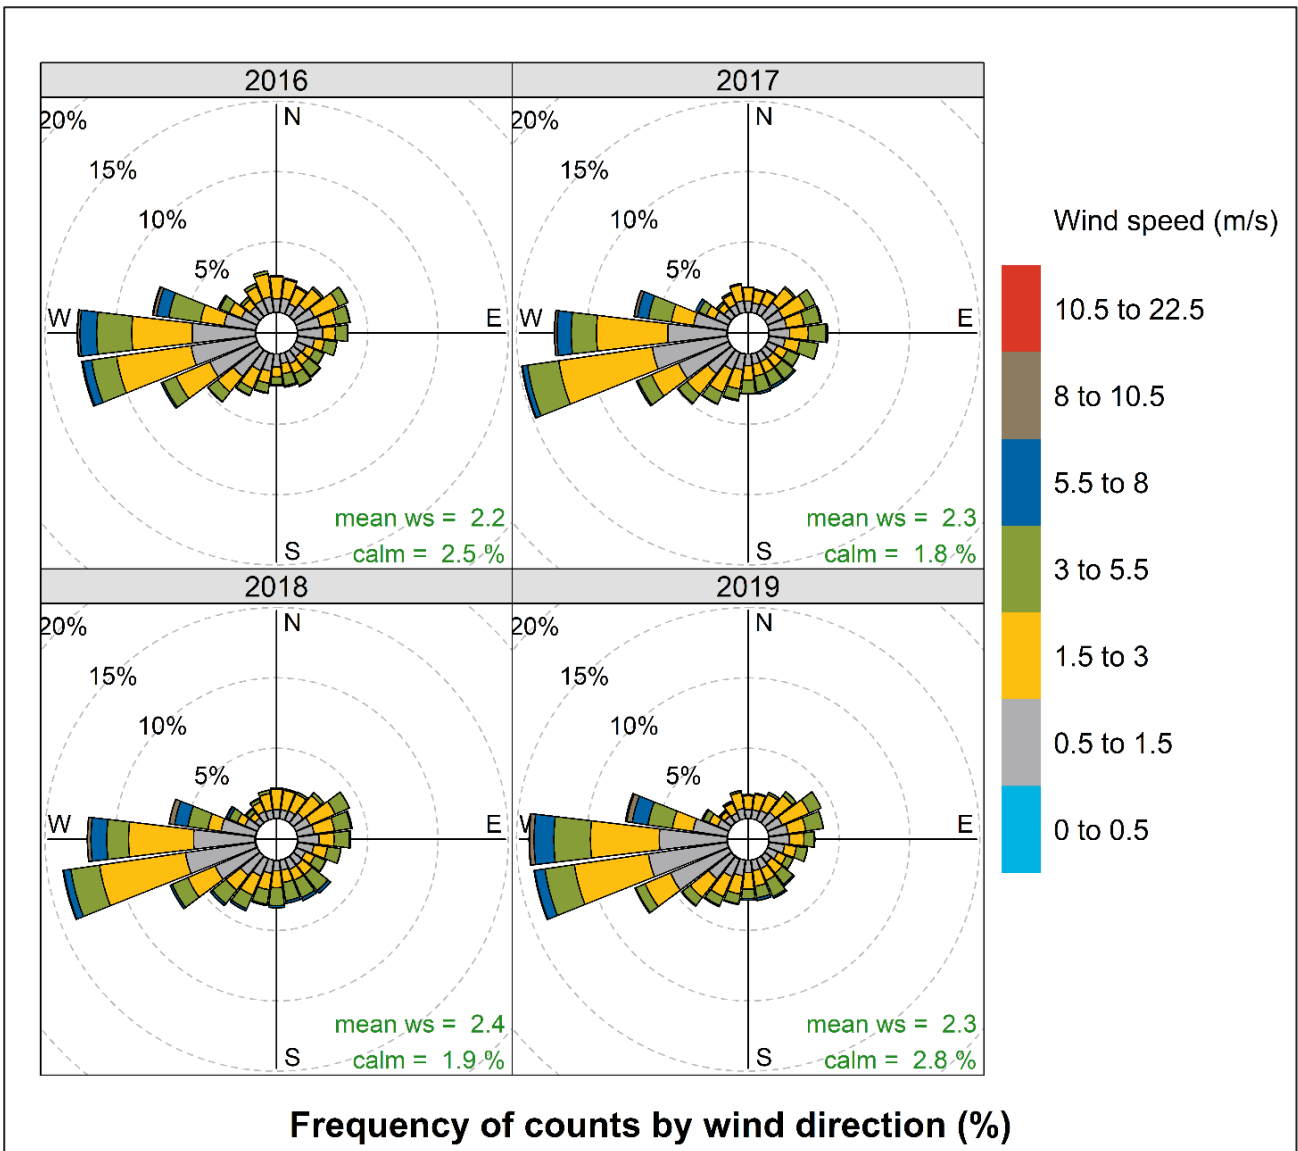 2016
20%
15%
10%
5%
N
W
E
S
mean ws = 2.2
calm = 2.5 %
2017
20%
15%
10%
5%
N
W
E
S
mean ws = 2.3
calm = 1.8 %
2018
20%
15%
10%
5%
N
W
E
S
mean ws = 2.4
calm = 1.9 %
2019
20%
15%
10%
5%
N
W
E
S
mean ws = 2.3
calm = 2.8 %
Wind speed (m/s)
10.5 to 22.5
8 to 10.5
5.5 to 8
3 to 5.5
1.5 to 3
0.5 to 1.5
0 to 0.5
Frequency of counts by wind direction (%)